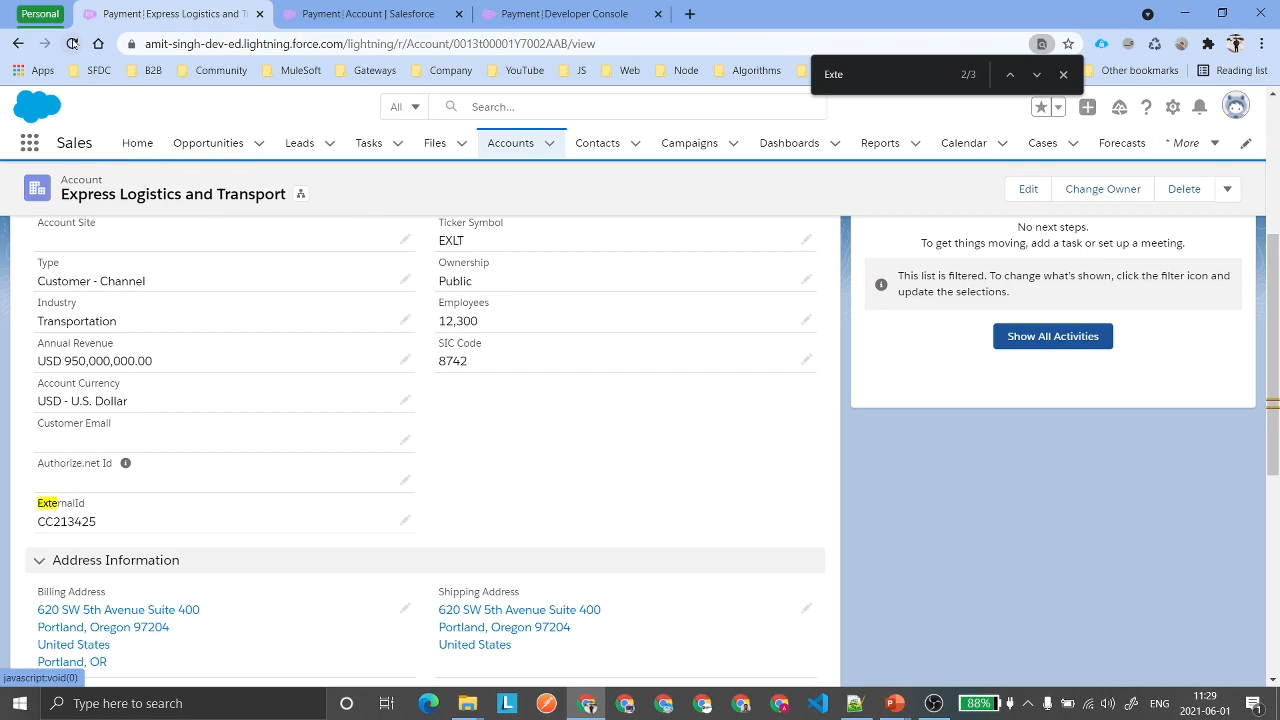 Personal
Payment|Express Logistics and Tr
Payment|Account|Salesforce
Payment|Developer Console
amit-singh-dev-ed.lightning.force.com/lightning/r/Account/0013t00001Y7002AAB/view
Apps
SFDC
B2B
Community
MuleSoft
Gatsby
Company
YouTube
JS
Web
Node
Algorithms
Other bookmarks
Reading list
Exte
2/3
All
Search...
Sales
Home
Opportunities
Leads
Tasks
Files
Accounts
Contacts
Campaigns
Dashboards
Reports
Calendar
Cases
Forecasts
* More
Account
Express Logistics and Transport
Edit
Change Owner
Delete
Account Site
Ticker Symbol
EXLT
Type
Customer - Channel
Ownership
Public
Industry
Transportation
Employees
12,300
Annual Revenue
USD 950,000,000.00
SIC Code
8742
Account Currency
USD - U.S. Dollar
Customer Email
Authorize.net Id
ExternalId
CC213425
Address Information
Billing Address
620 SW 5th Avenue Suite 400
Portland, Oregon 97204
United States
Portland, OR
Shipping Address
620 SW 5th Avenue Suite 400
Portland, Oregon 97204
United States
No next steps.
To get things moving, add a task or set up a meeting.
This list is filtered. To change what's shown, click the filter icon and
update the selections.
Show All Activities
javascript:void(0)
Type here to search
88%
ENG
11:29
2021-06-01